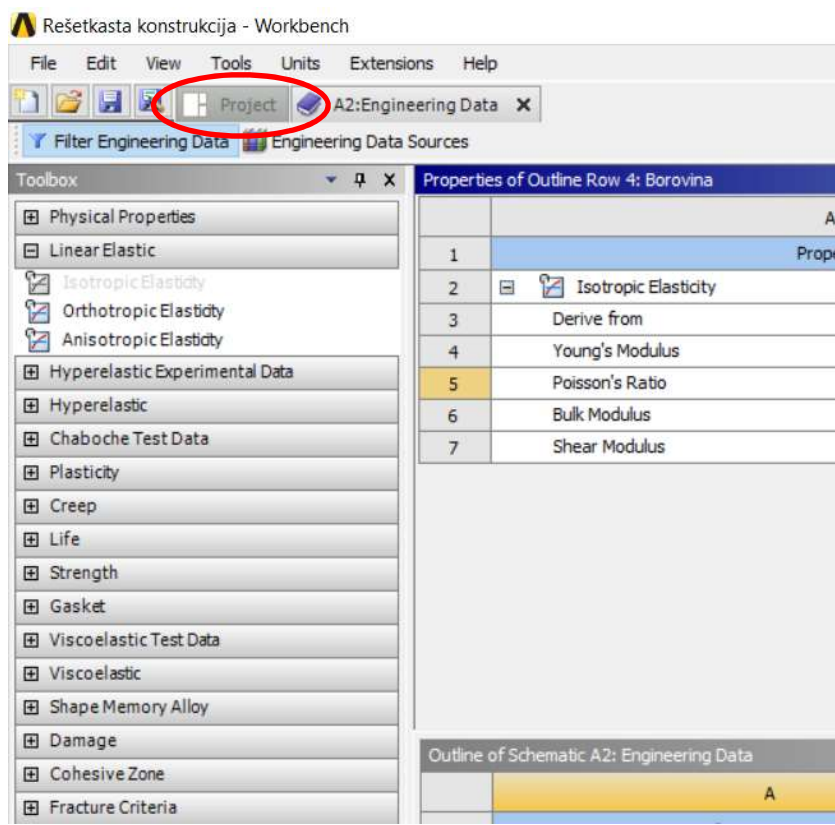 Rešetkasta konstrukcija - Workbench
File Edit View Tools Units Extensions Help
Project A2:Engineering Data
Filter Engineering Data Engineering Data Sources
Toolbox
Physical Properties
Linear Elastic
Isotropic Elasticity
Orthotropic Elasticity
Anisotropic Elasticity
Hyperelastic Experimental Data
Hyperelastic
Chaboche Test Data
Plasticity
Creep
Life
Strength
Gasket
Viscoelastic Test Data
Viscoelastic
Shape Memory Alloy
Damage
Cohesive Zone
Fracture Criteria
Properties of Outline Row 4: Borovina
A
1 Prope
2 Isotropic Elasticity
3 Derive from
4 Young's Modulus
5 Poisson's Ratio
6 Bulk Modulus
7 Shear Modulus
Outline of Schematic A2: Engineering Data
A